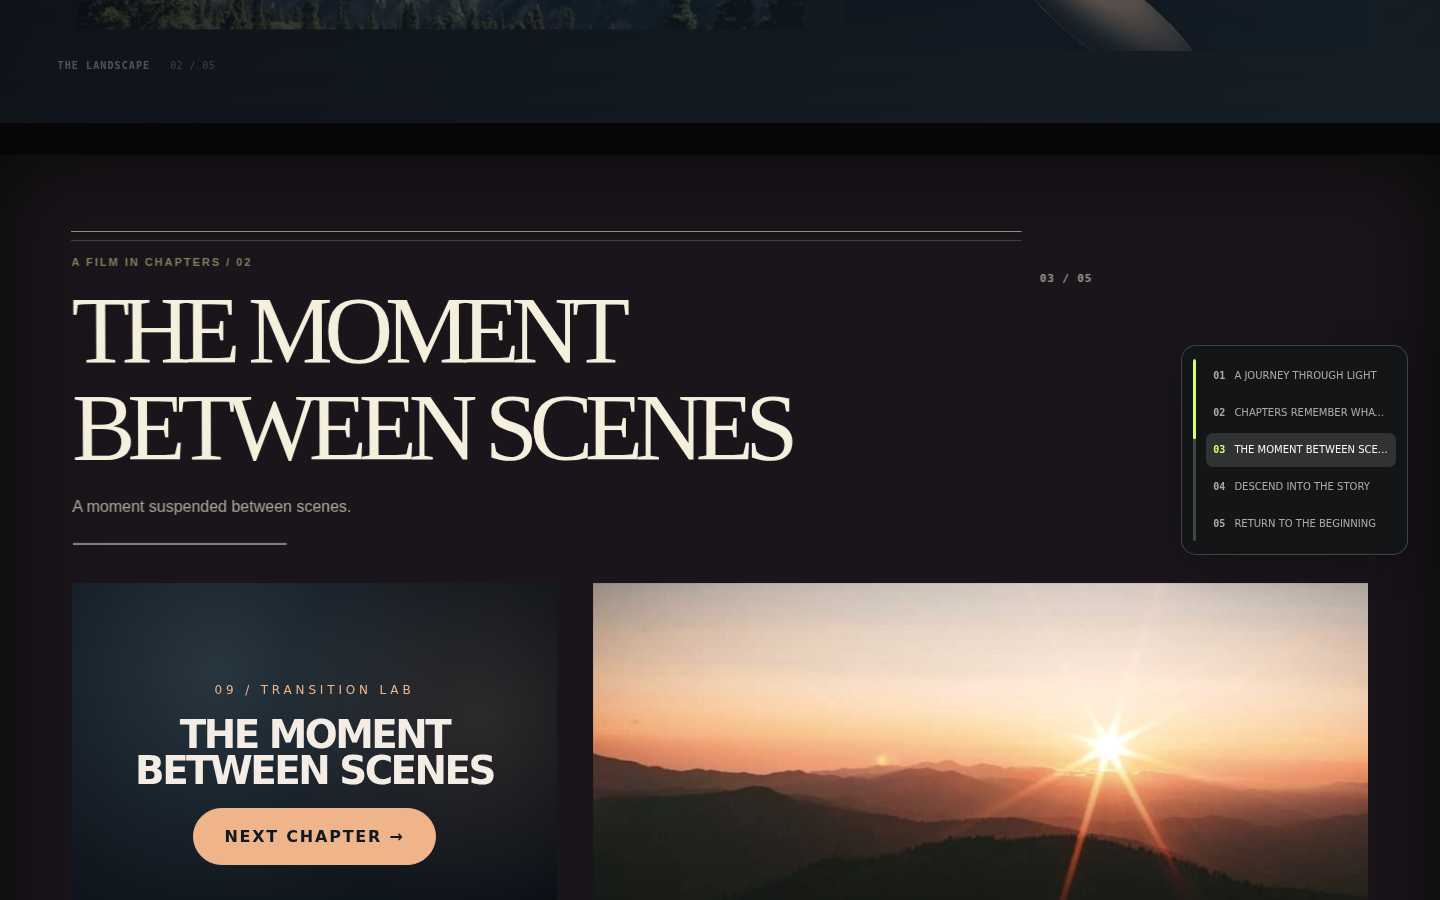 THE LANDSCAPE 02 / 05
A FILM IN CHAPTERS / 02
03 / 05
THE MOMENT
BETWEEN SCENES
A moment suspended between scenes.
01 A JOURNEY THROUGH LIGHT
02 CHAPTERS REMEMBER WHA...
03 THE MOMENT BETWEEN SCE...
04 DESCEND INTO THE STORY
05 RETURN TO THE BEGINNING
09 / TRANSITION LAB
THE MOMENT
BETWEEN SCENES
NEXT CHAPTER →